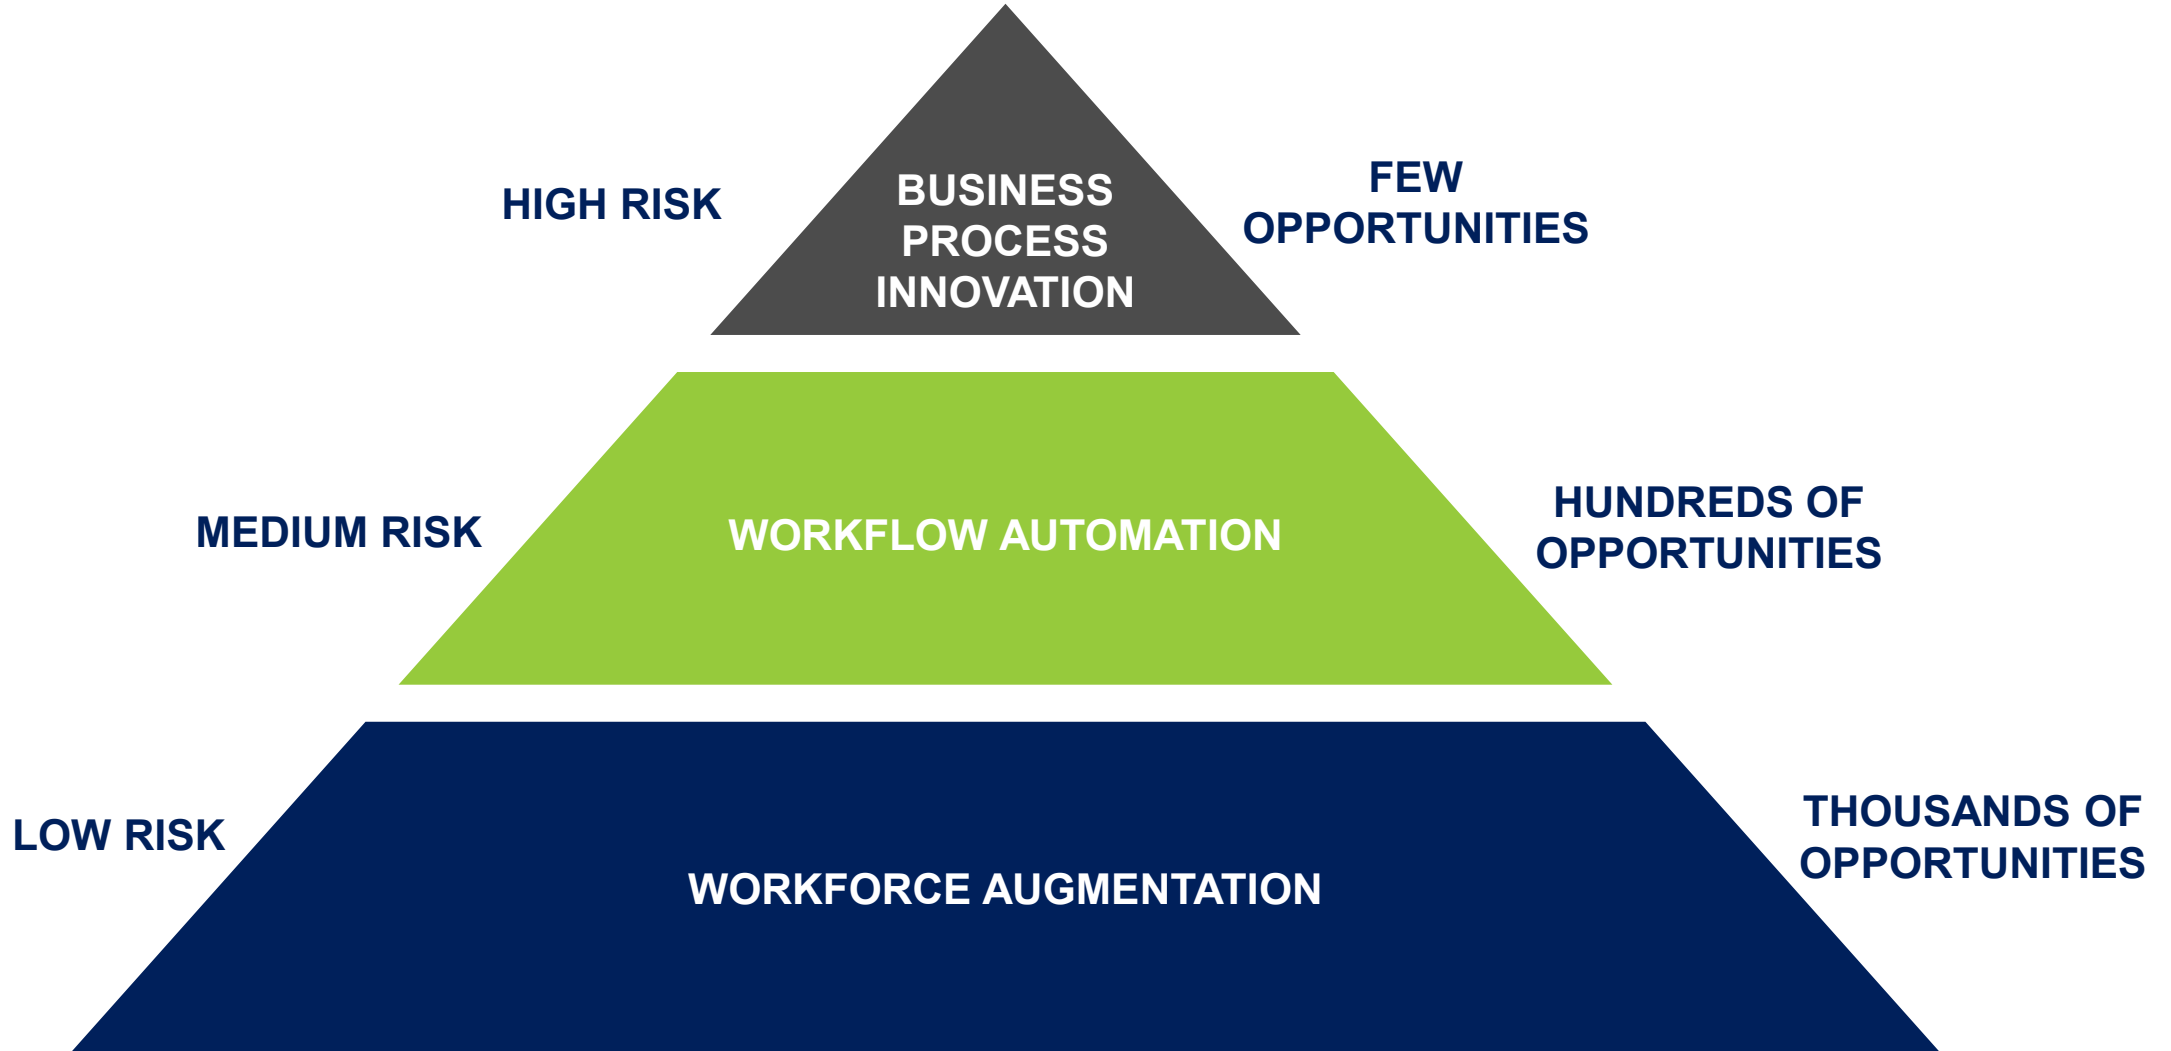 HIGH RISK
BUSINESS
PROCESS
INNOVATION
FEW
OPPORTUNITIES
MEDIUM RISK
WORKFLOW AUTOMATION
HUNDREDS OF
OPPORTUNITIES
LOW RISK
WORKFORCE AUGMENTATION
THOUSANDS OF
OPPORTUNITIES